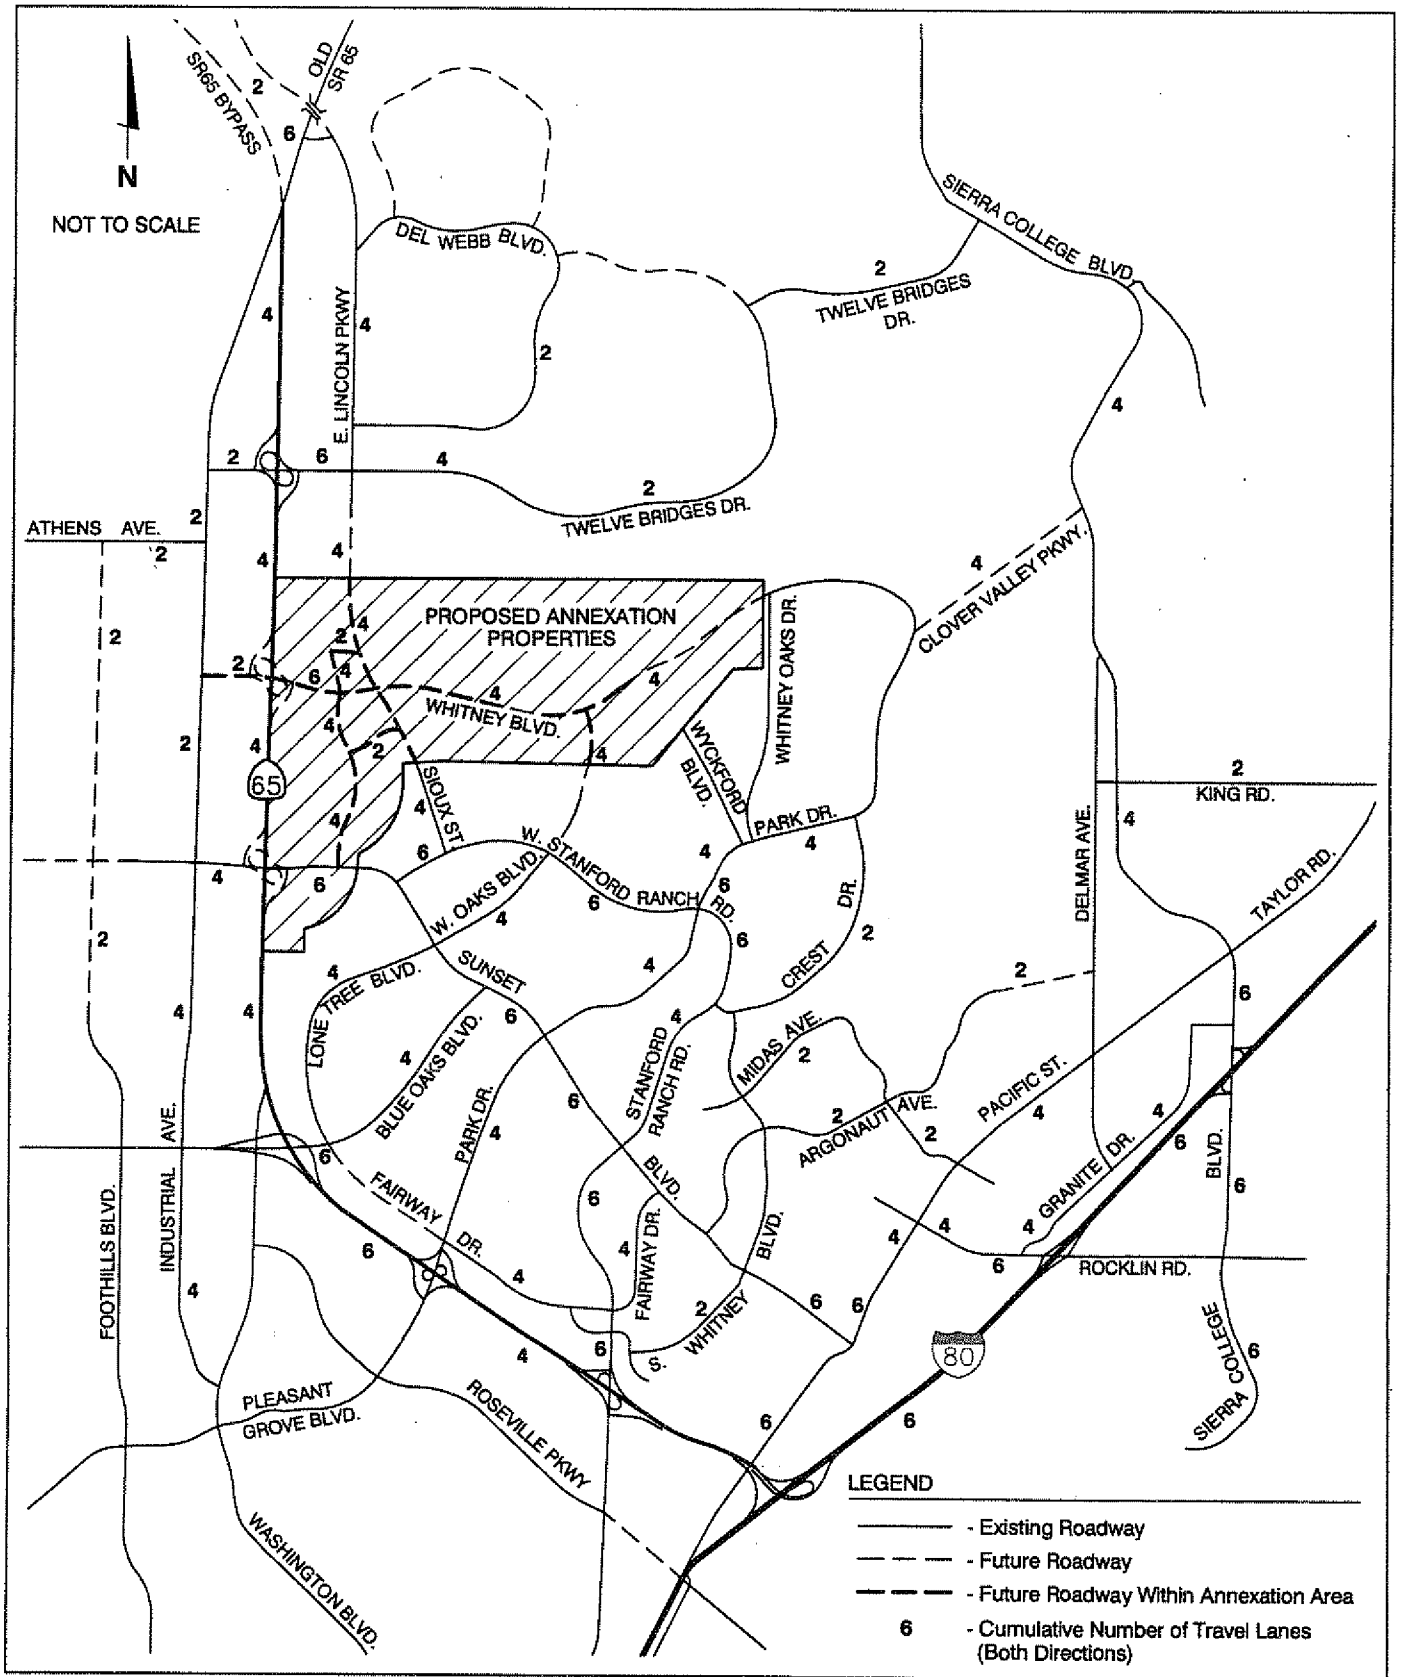 OLD
SR 65
SR65 BYPASS
2
6
N
NOT TO SCALE
DEL WEBB BLVD.
SIERRA COLLEGE BLVD.
2
TWELVE BRIDGES
DR.
4
E. LINCOLN PKWY
4
2
4
2
6
4
2
TWELVE BRIDGES DR.
ATHENS AVE.
2
2
4
4
4
CLOVER VALLEY PKWY.
PROPOSED ANNEXATION
PROPERTIES
WHITNEY OAKS DR.
2
4
2
4
2
6
4
4
WHITNEY BLVD.
4
2
4
2
4
65
WYCKFORD
BLVD.
SIOUX ST.
4
4
2
KING RD.
4
PARK DR.
4
W. STANFORD RANCH RD.
6
4
6
4
6
6
W. OAKS BLVD.
4
6
CREST DR.
2
DELMAR AVE.
TAYLOR RD.
2
4
LONE TREE BLVD.
SUNSET
4
2
6
4
4
6
4
BLUE OAKS BLVD.
4
STANFORD
RANCH RD.
MIDAS AVE.
2
PACIFIC ST.
4
6
PARK DR.
4
2
ARGONAUT AVE.
2
4
6
BLVD.
INDUSTRIAL AVE.
6
FAIRWAY
DR.
BLVD.
6
4
FAIRWAY DR.
BLVD.
4
4
4
GRANITE DR.
6
6
ROCKLIN RD.
FOOTHILLS BLVD.
4
6
4
2
S. WHITNEY
6
6
80
4
6
SIERRA COLLEGE
6
PLEASANT
GROVE BLVD.
ROSEVILLE PKWY
6
6
WASHINGTON BLVD.
LEGEND
- Existing Roadway
- Future Roadway
- Future Roadway Within Annexation Area
6 - Cumulative Number of Travel Lanes
(Both Directions)